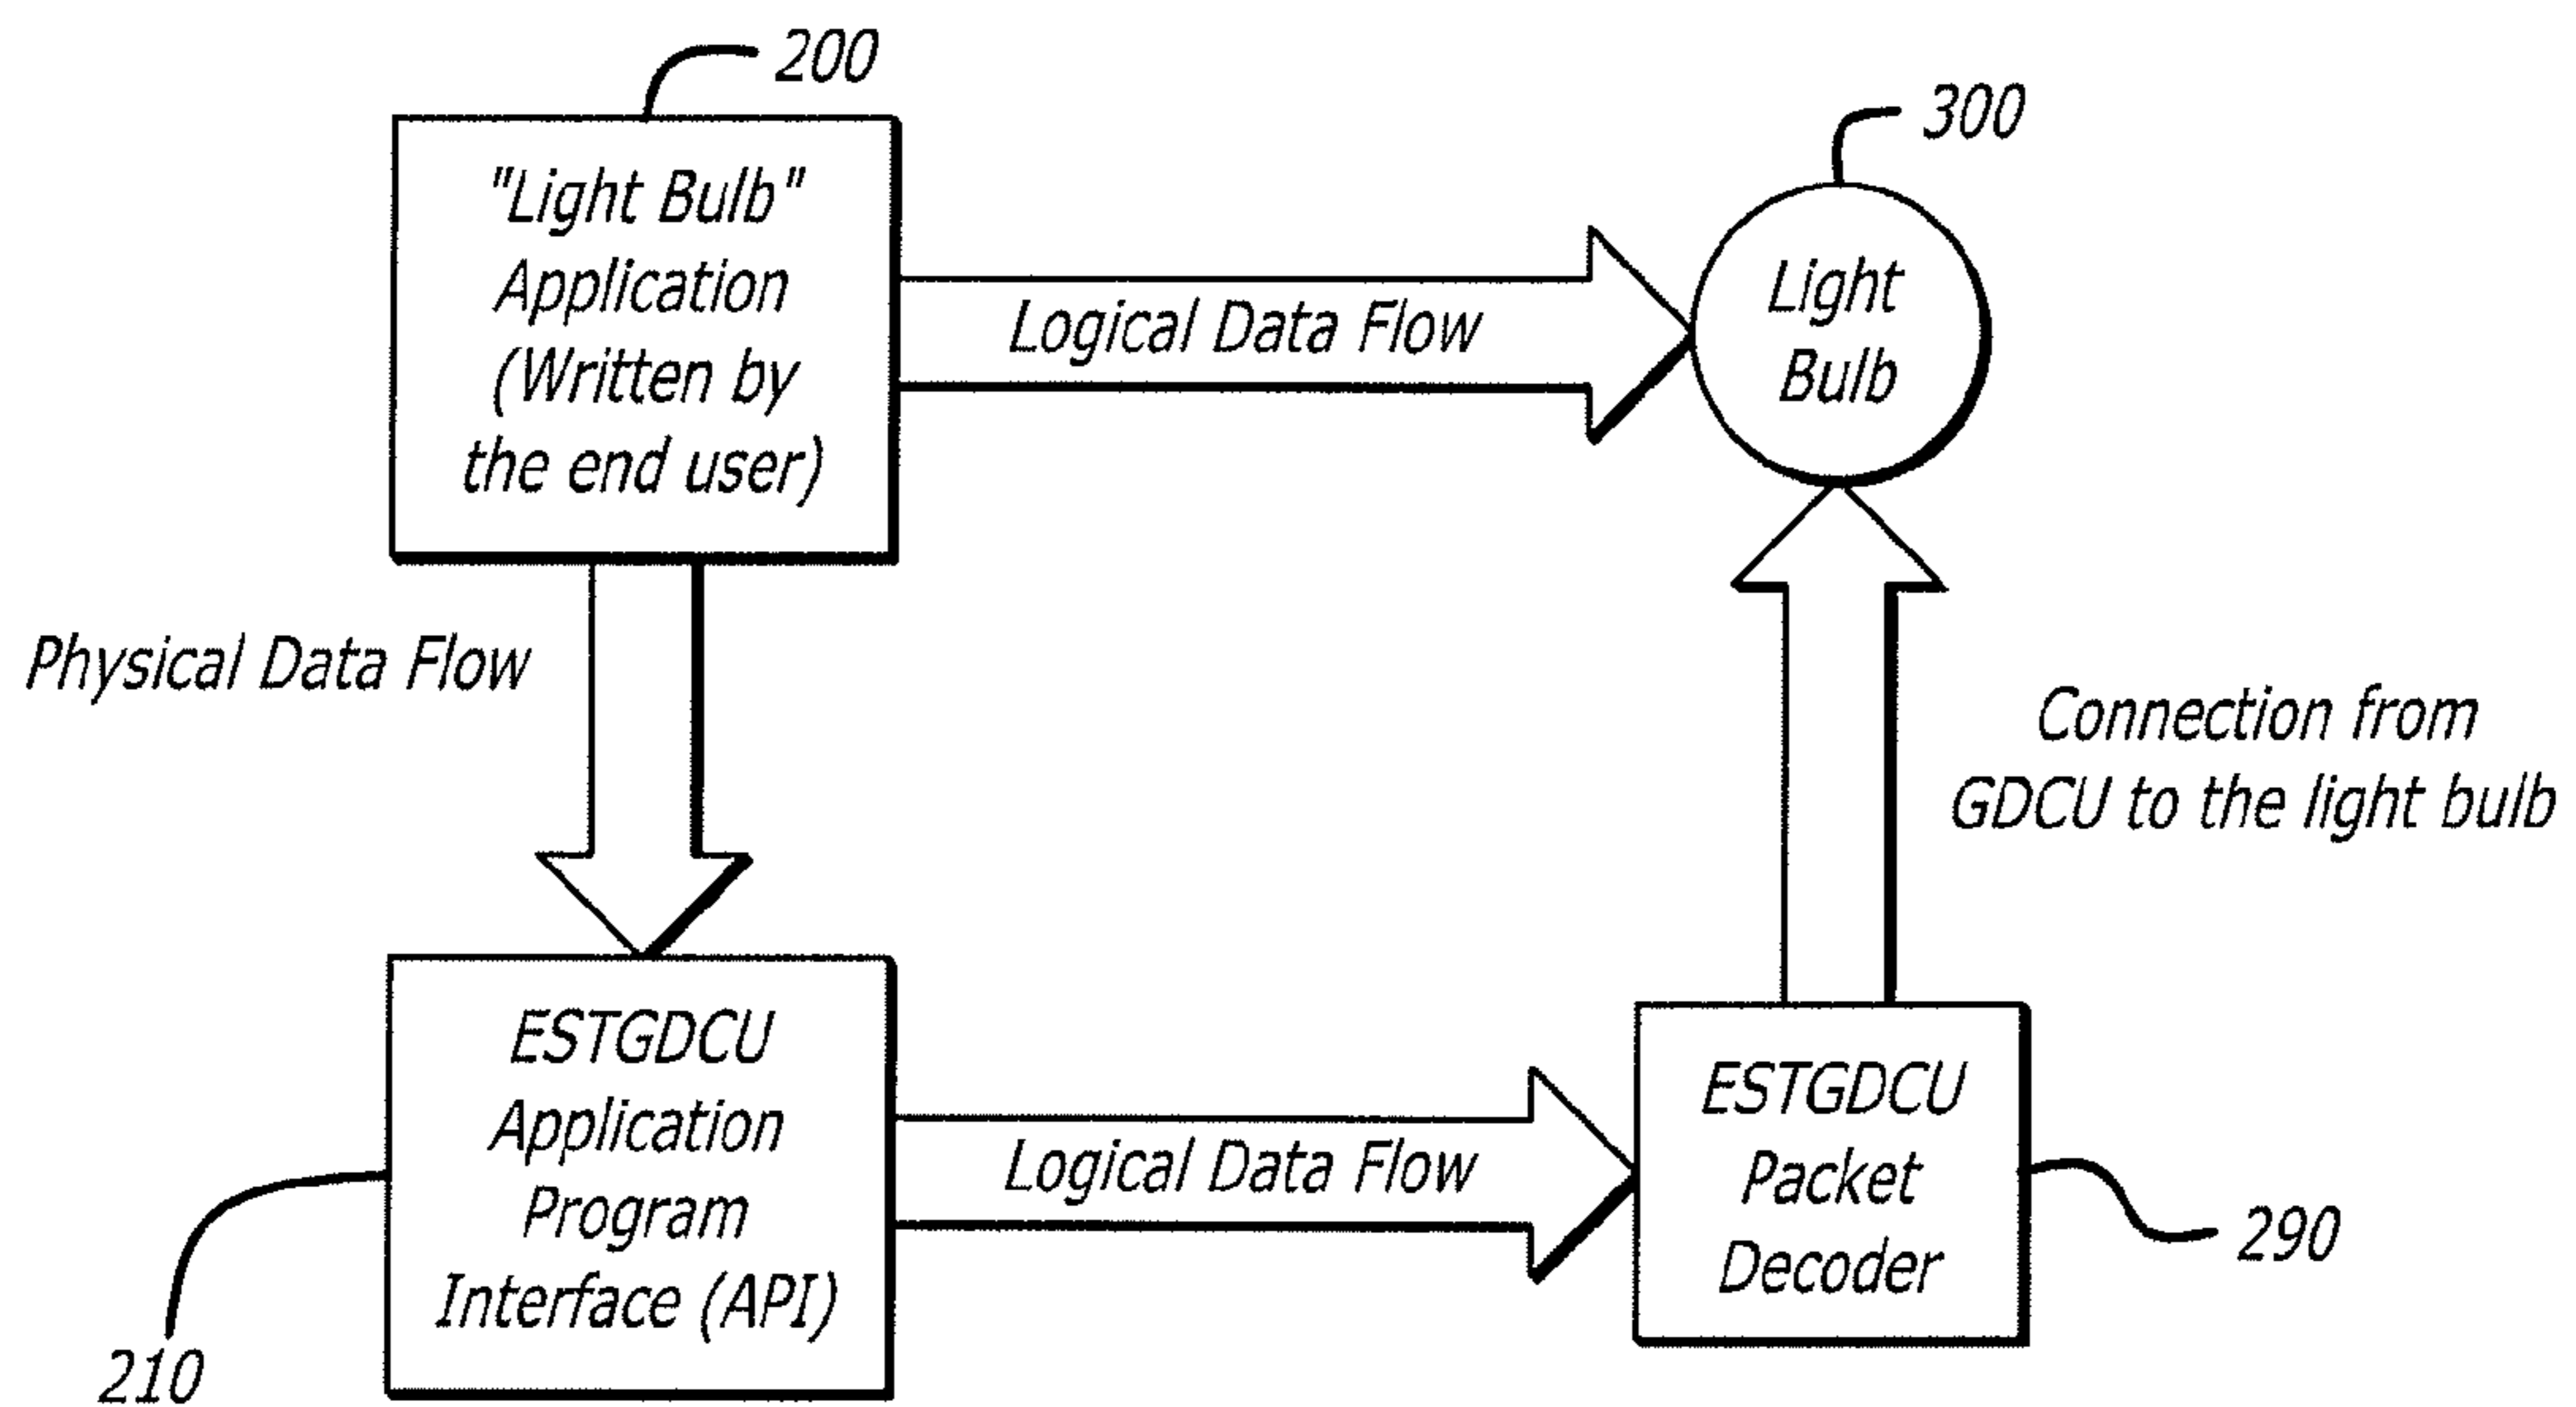 200
300
"Light Bulb"
Application
(Written by
the end user)
Logical Data Flow
Light
Bulb
Physical Data Flow
Connection from
GDCU to the light bulb
ESTGDCU
Application
Program
Interface (API)
Logical Data Flow
ESTGDCU
Packet
Decoder
290
210